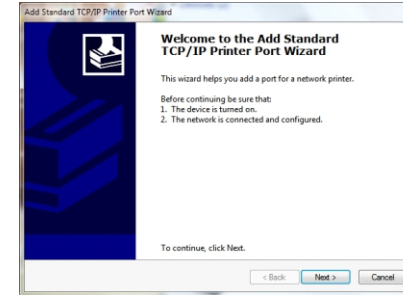 Add Standard TCP/IP Printer Port Wizard
Welcome to the Add Standard
TCP/IP Printer Port Wizard
This wizard helps you add a port for a network printer.
Before continuing be sure that:
1. The device is turned on.
2. The network is connected and configured.
To continue, click Next.
< Back Next > Cancel